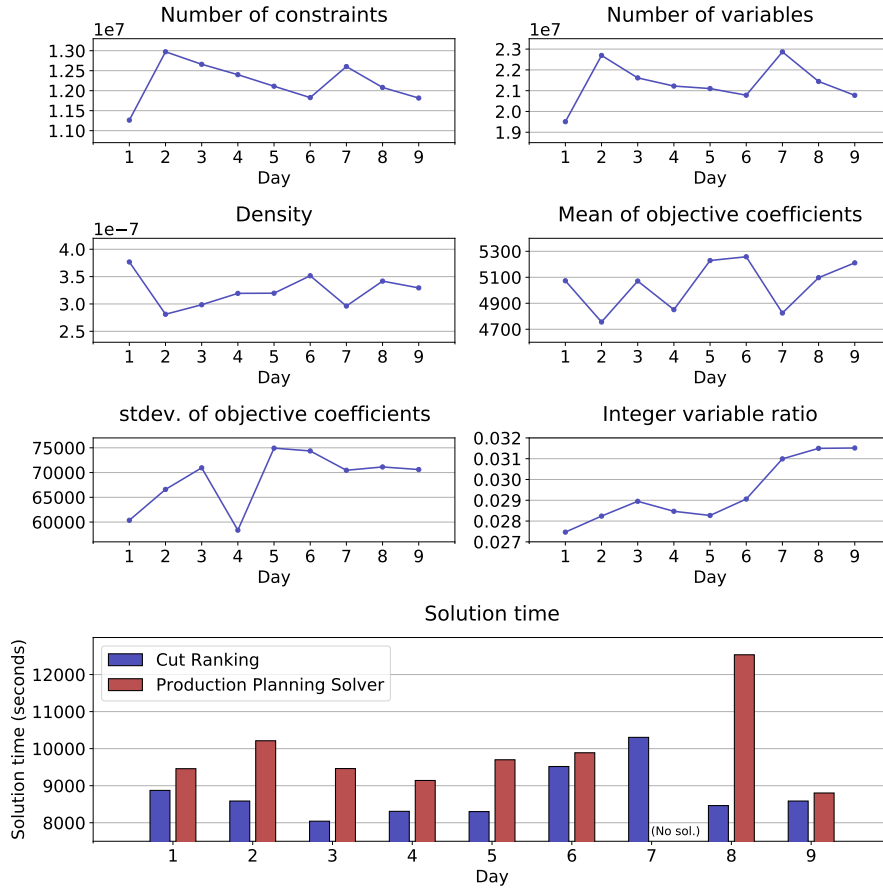 Number of constraints
1e7
1.30
1.25
1.20
1.15
1.10
1 2 3 4 5 6 7 8 9
Day
Number of variables
1e7
2.3
2.2
2.1
2.0
1.9
1 2 3 4 5 6 7 8 9
Day
Density
1e−7
4.0
3.5
3.0
2.5
1 2 3 4 5 6 7 8 9
Day
Mean of objective coefficients
5300
5100
4900
4700
1 2 3 4 5 6 7 8 9
Day
stdev. of objective coefficients
75000
70000
65000
60000
1 2 3 4 5 6 7 8 9
Day
Integer variable ratio
0.032
0.031
0.030
0.029
0.028
0.027
1 2 3 4 5 6 7 8 9
Day
Solution time
Solution time (seconds)
12000
11000
10000
9000
8000
Cut Ranking
Production Planning Solver
(No sol.)
1 2 3 4 5 6 7 8 9
Day